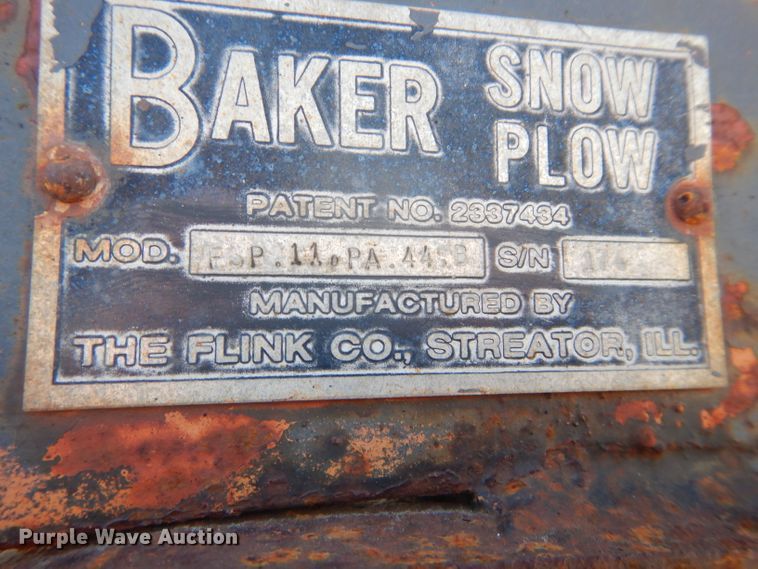 BAKER SNOW PLOW
PATENT NO. 2337434
MOD. S/N
MANUFACTURED BY
THE FLINK CO., STREATOR, ILL.
Purple Wave Auction